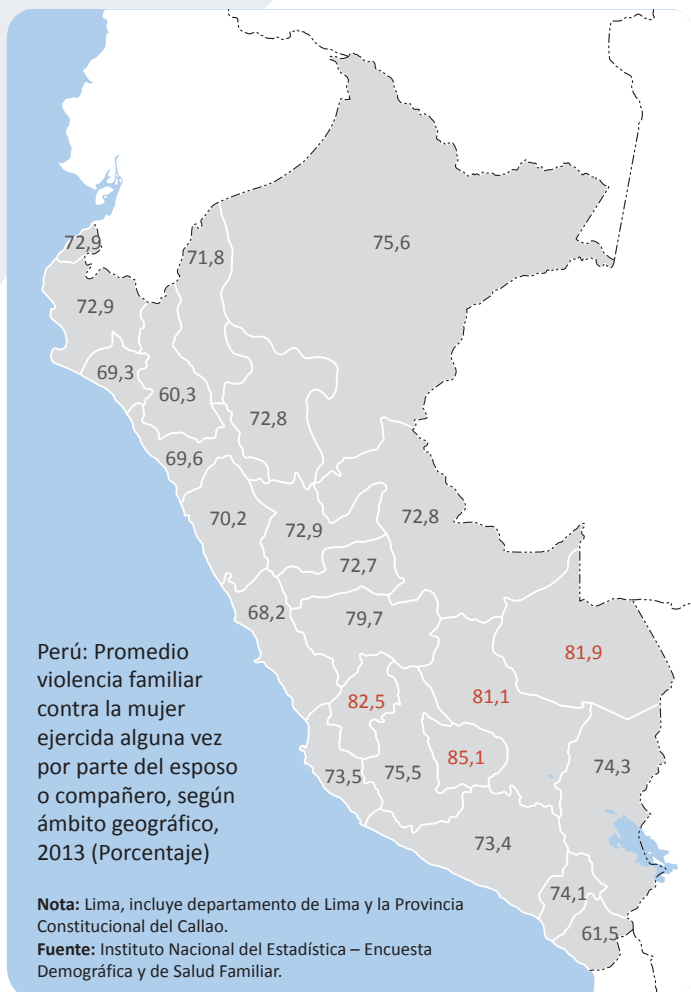 72,9
71,8
75,6
72,9
69,3
60,3
72,8
69,6
70,2
72,9
72,8
72,7
68,2
79,7
81,9
82,5
81,1
85,1
74,3
73,5
75,5
73,4
74,1
61,5
Perú: Promedio
violencia familiar
contra la mujer
ejercida alguna vez
por parte del esposo
o compañero, según
ámbito geográfico,
2013 (Porcentaje)
Nota: Lima, incluye departamento de Lima y la Provincia
Constitucional del Callao.
Fuente: Instituto Nacional del Estadística – Encuesta
Demográfica y de Salud Familiar.